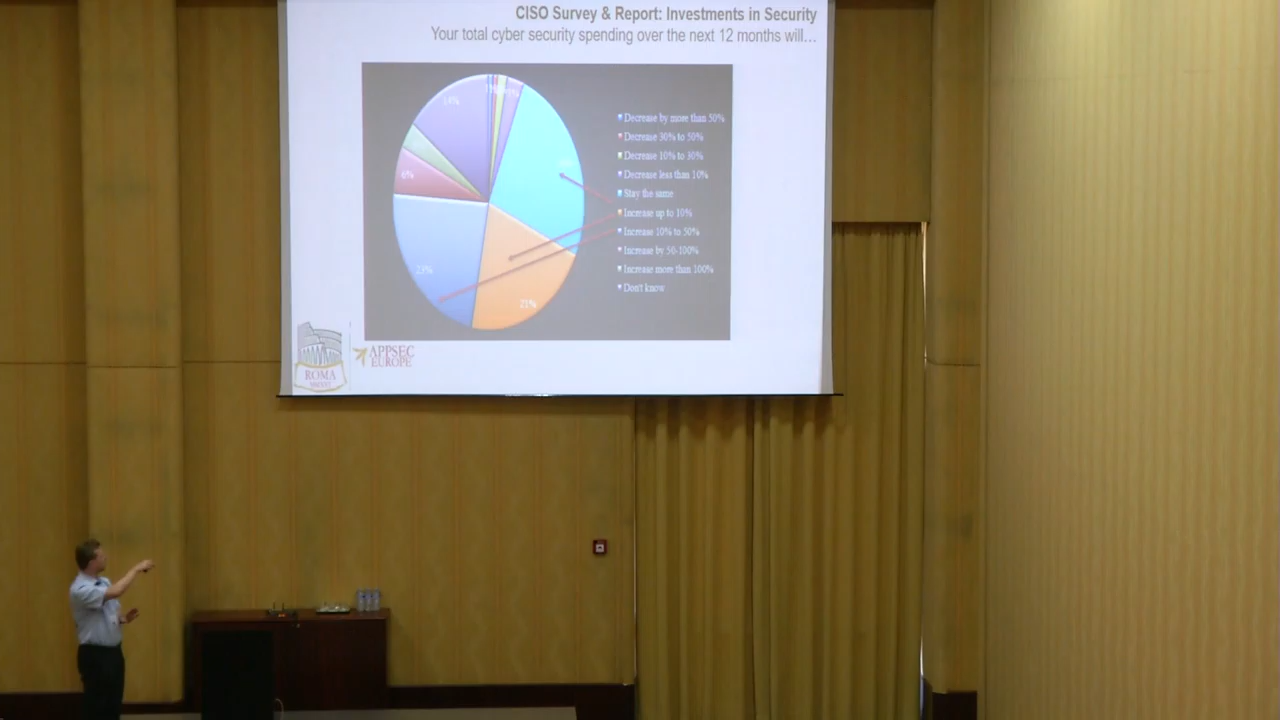 CISO Survey & Report: Investments in Security
Your total cyber security spending over the next 12 months will…
14%
6%
23%
21%
Decrease by more than 50%
Decrease 30% to 50%
Decrease 10% to 30%
Decrease less than 10%
Stay the same
Increase up to 10%
Increase 10% to 50%
Increase by 50-100%
Increase more than 100%
Don't know
ROMA
APPSEC
EUROPE